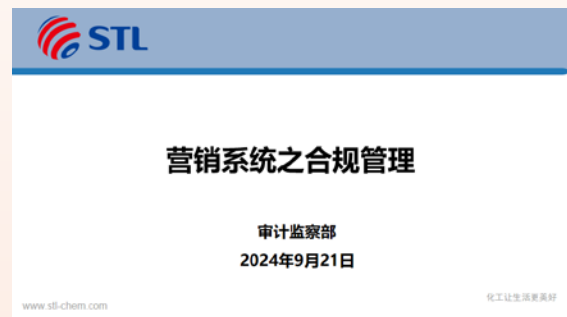 STL
营销系统之合规管理
审计监察部
2024年9月21日
www.stl-chem.com
化工让生活更美好